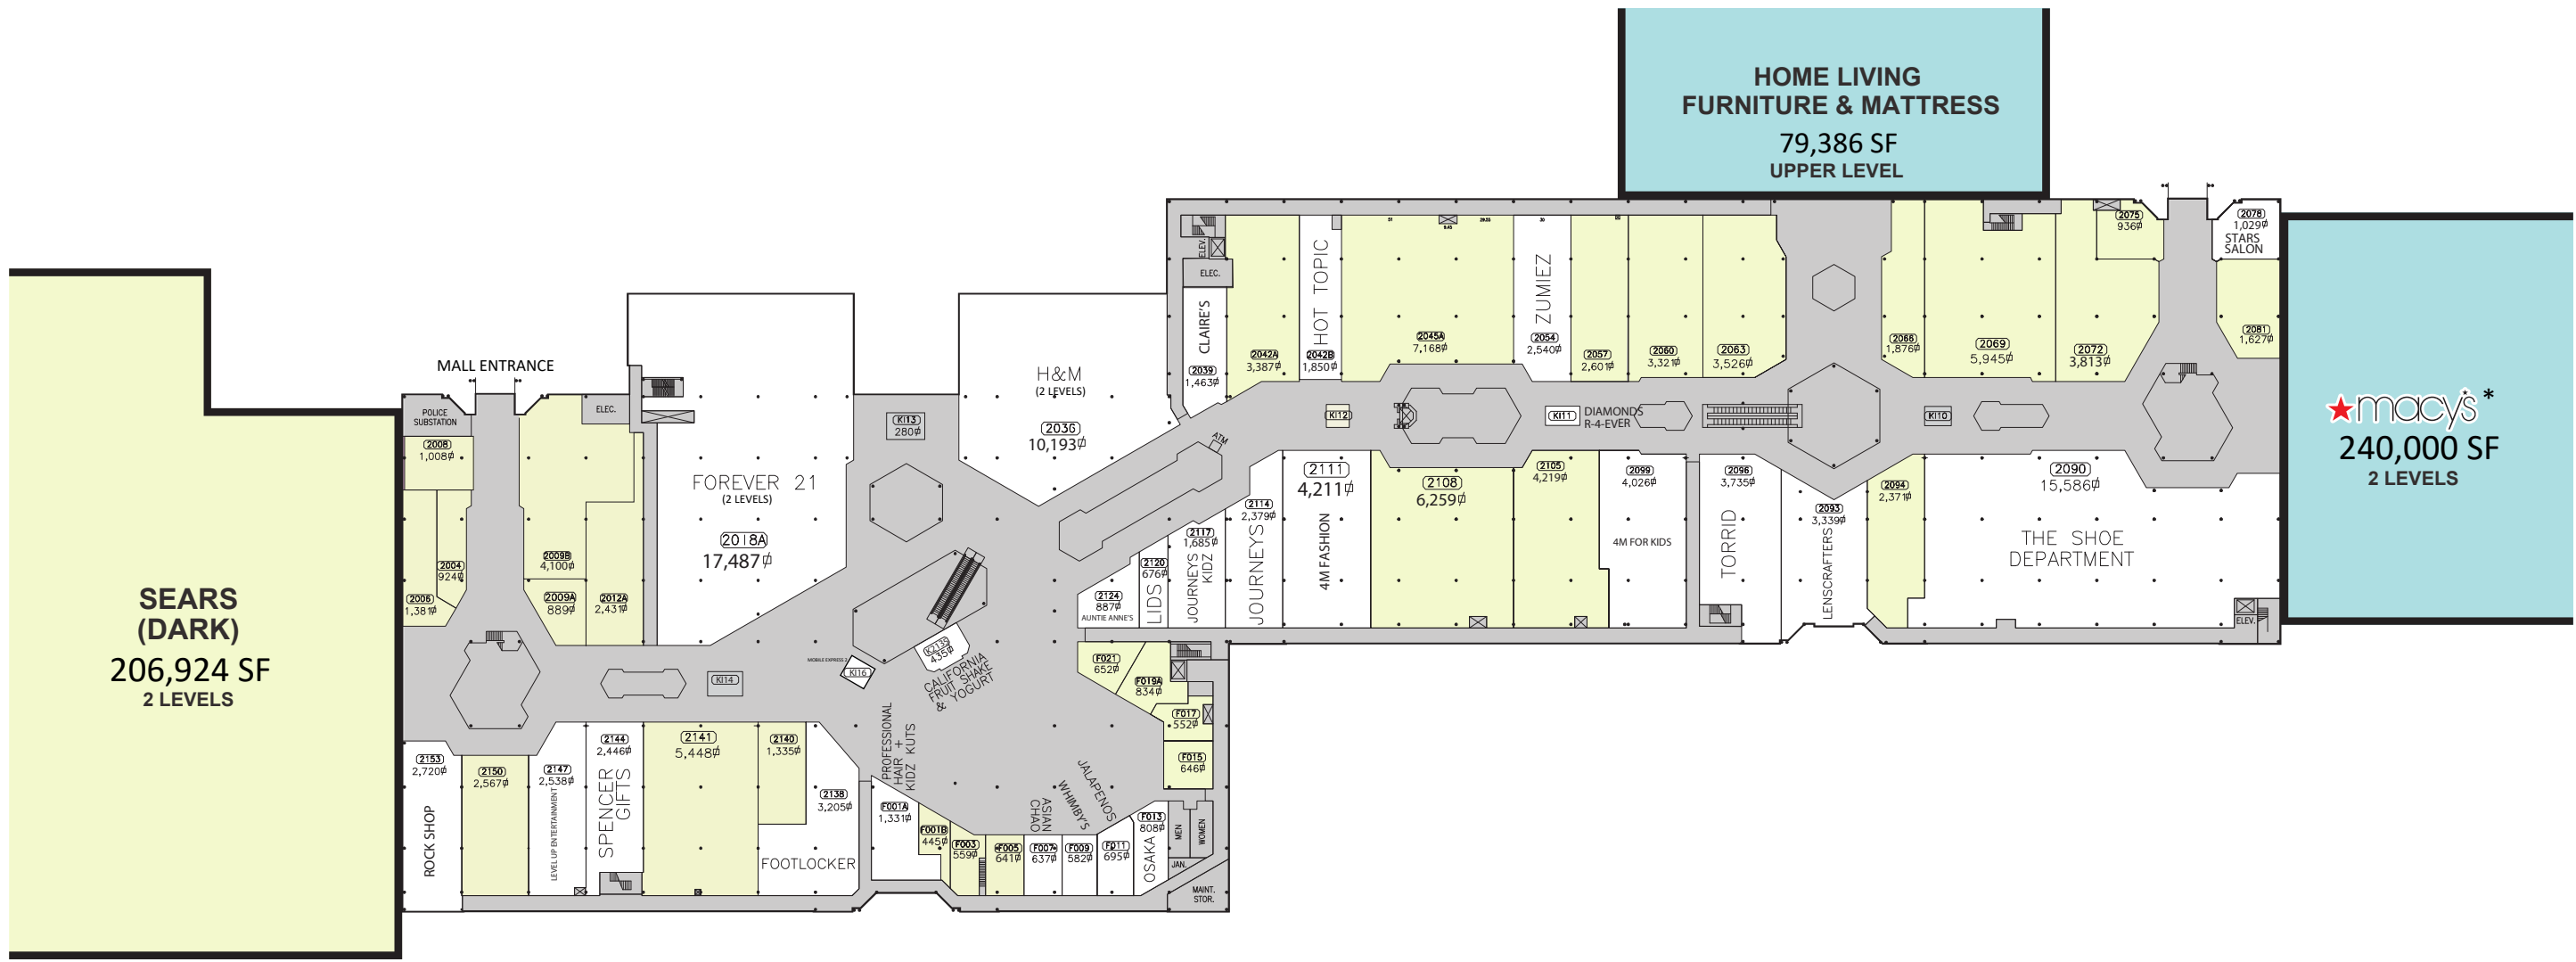 HOME LIVING
FURNITURE & MATTRESS
79,386 SF
UPPER LEVEL
SEARS
(DARK)
206,924 SF
2 LEVELS
macy's *
240,000 SF
2 LEVELS
MALL ENTRANCE
POLICE
SUBSTATION
ELEC.
2008
1,008
2004
924
2006
1,381
2009B
4,100
2009A
889
2012A
2,431
FOREVER 21
(2 LEVELS)
2018A
17,487
K113
280
H&M
(2 LEVELS)
2036
10,193
ELEV.
ELEC.
CLAIRE'S
2039
1,463
2042A
3,387
HOT TOPIC
2042B
1,850
2045A
7,168
ZUMIEZ
2054
2,540
2057
2,601
2060
3,321
2063
3,526
2066
1,876
2069
5,945
2072
3,813
2075
936
2078
1,029
STARS
SALON
2081
1,627
ATM
K112
K111
DIAMONDS
R-4-EVER
K110
2111
4,211
4M FASHION
2108
6,259
2105
4,219
2099
4,026
4M FOR KIDS
2096
3,735
TORRID
2093
3,339
LENSCRAFTERS
2094
2,371
2090
15,586
THE SHOE
DEPARTMENT
ELEV.
2114
2,379
JOURNEYS
2117
1,685
JOURNEYS
KIDZ
2120
676
LIDS
2124
887
AUNTIE ANNE'S
K2139
435
CALIFORNIA
FRUIT SHAKE
& YOGURT
MOBILE EXPRESS 2
K116
K114
F021
652
F019A
834
F017
552
F015
646
2153
2,720
ROCK SHOP
2150
2,567
2147
2,538
LEVEL UP ENTERTAINMENT
2144
2,446
SPENCER
GIFTS
2141
5,448
2140
1,335
2138
3,205
FOOTLOCKER
PROFESSIONAL
HAIR +
KIDZ KUTS
F001A
1,331
F001B
445
F003
559
F005
641
ASIAN
CHAO
F007
637
WHIMBY'S
F009
582
JALAPENOS
F011
695
F013
808
OSAKA
MEN
WOMEN
JAN.
MAINT.
STOR.